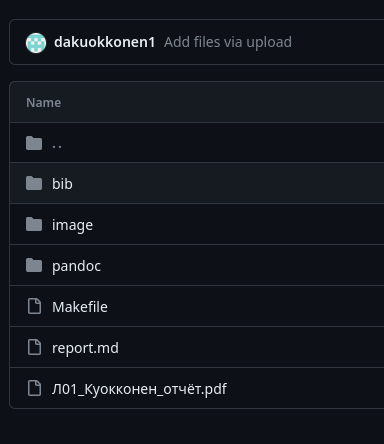 dakuokkonen1 Add files via upload
Name
..
bib
image
pandoc
Makefile
report.md
Л01_Куокконен_отчёт.pdf